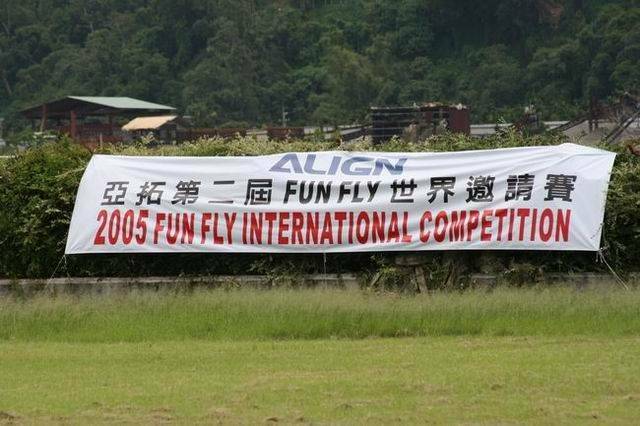 ALIGN
亞拓第二屆 FUN FLY 世界邀請賽
2005 FUN FLY INTERNATIONAL COMPETITION